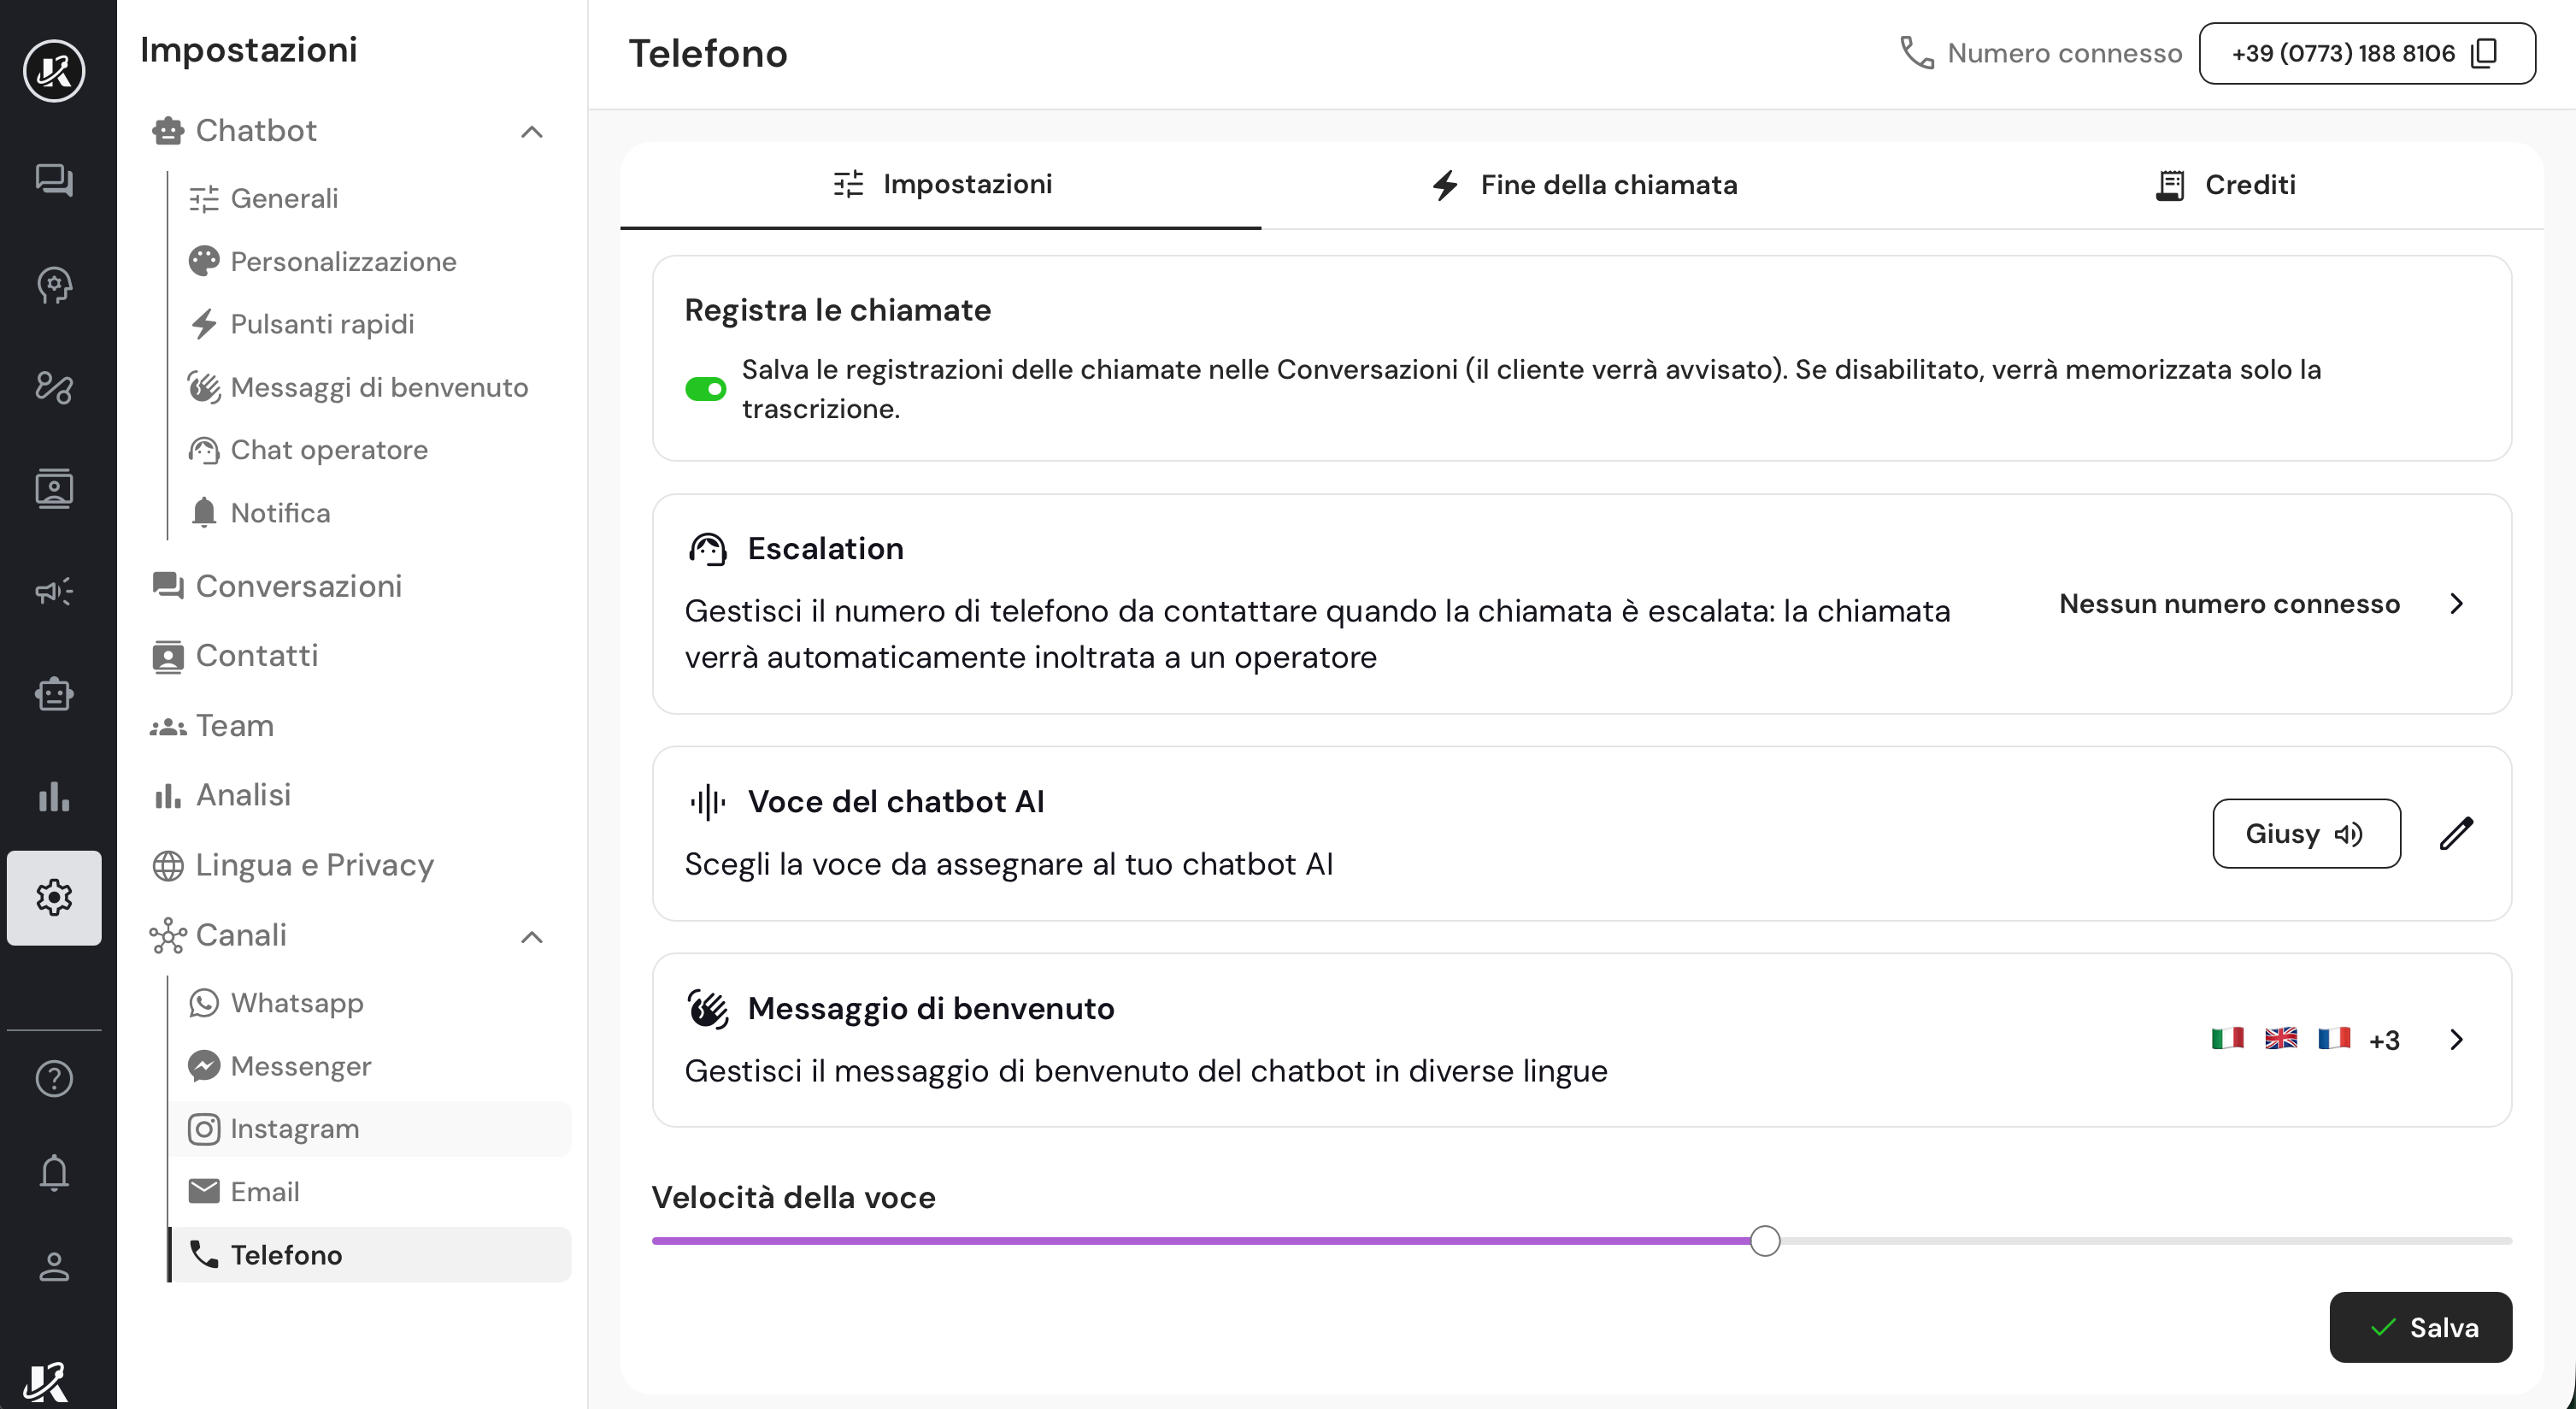 Impostazioni
Chatbot
Generali
Personalizzazione
Pulsanti rapidi
Messaggi di benvenuto
Chat operatore
Notifica
Conversazioni
Contatti
Team
Analisi
Lingua e Privacy
Canali
Whatsapp
Messenger
Instagram
Email
Telefono
Telefono
Numero connesso
+39 (0773) 188 8106
Impostazioni
Fine della chiamata
Crediti
Registra le chiamate
Salva le registrazioni delle chiamate nelle Conversazioni (il cliente verrà avvisato). Se disabilitato, verrà memorizzata solo la
trascrizione.
Escalation
Gestisci il numero di telefono da contattare quando la chiamata è escalata: la chiamata
verrà automaticamente inoltrata a un operatore
Nessun numero connesso
Voce del chatbot AI
Scegli la voce da assegnare al tuo chatbot AI
Giusy
Messaggio di benvenuto
Gestisci il messaggio di benvenuto del chatbot in diverse lingue
+3
Velocità della voce
Salva